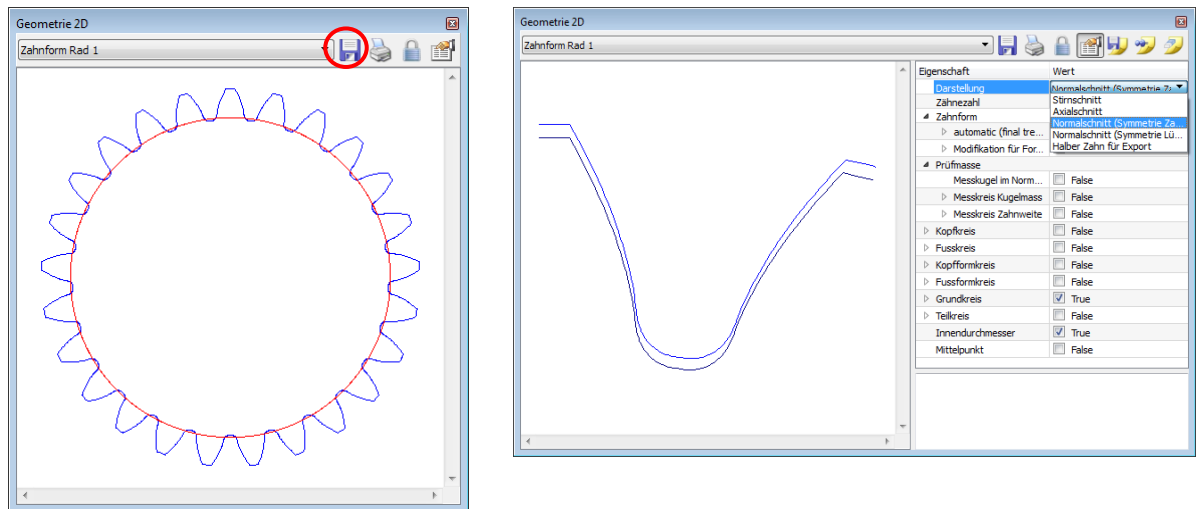 Geometrie 2D
Zahnform Rad 1
Geometrie 2D
Zahnform Rad 1
Eigenschaft Wert
Darstellung Normalschnitt (Symmetrie Za
Zähnezahl Stirnschnitt
Axialschnitt
Zahnform Normalschnitt (Symmetrie Za...
automatic (final tre... Normalschnitt (Symmetrie Lü...
Modifikation für For... Halber Zahn für Export
Prüfmasse
Messkugel im Norm... False
Messkreis Kugelmass False
Messkreis Zahnweite False
Kopfkreis False
Fusskreis False
Kopfformkreis False
Fussformkreis False
Grundkreis True
Teilkreis False
Innendurchmesser True
Mittelpunkt False